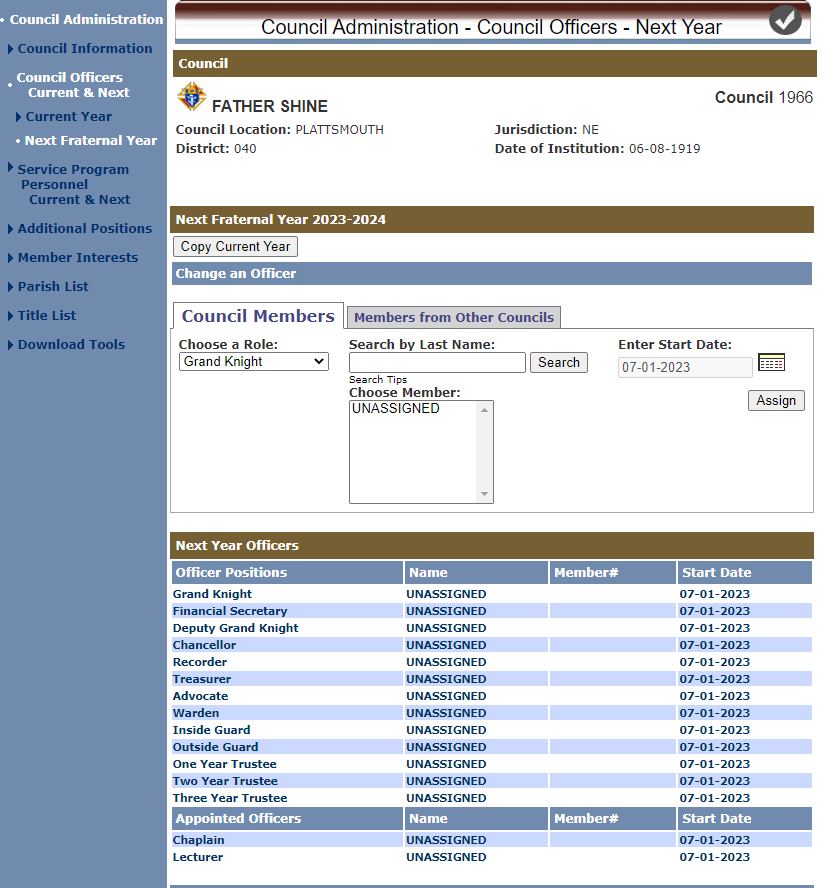 Council Administration
Council Information
Council Officers
Current & Next
Current Year
Next Fraternal Year
Service Program
Personnel
Current & Next
Additional Positions
Member Interests
Parish List
Title List
Download Tools
Council Administration - Council Officers - Next Year
Council
FATHER SHINE
Council 1966
Council Location: PLATTSMOUTH
Jurisdiction: NE
District: 040
Date of Institution: 06-08-1919
Next Fraternal Year 2023-2024
Copy Current Year
Change an Officer
Council Members
Members from Other Councils
Choose a Role:
Search by Last Name:
Enter Start Date:
Grand Knight
Search
07-01-2023
Search Tips
Choose Member:
UNASSIGNED
Assign
Next Year Officers
Officer Positions Name Member# Start Date
Grand Knight UNASSIGNED 07-01-2023
Financial Secretary UNASSIGNED 07-01-2023
Deputy Grand Knight UNASSIGNED 07-01-2023
Chancellor UNASSIGNED 07-01-2023
Recorder UNASSIGNED 07-01-2023
Treasurer UNASSIGNED 07-01-2023
Advocate UNASSIGNED 07-01-2023
Warden UNASSIGNED 07-01-2023
Inside Guard UNASSIGNED 07-01-2023
Outside Guard UNASSIGNED 07-01-2023
One Year Trustee UNASSIGNED 07-01-2023
Two Year Trustee UNASSIGNED 07-01-2023
Three Year Trustee UNASSIGNED 07-01-2023
Appointed Officers Name Member# Start Date
Chaplain UNASSIGNED 07-01-2023
Lecturer UNASSIGNED 07-01-2023